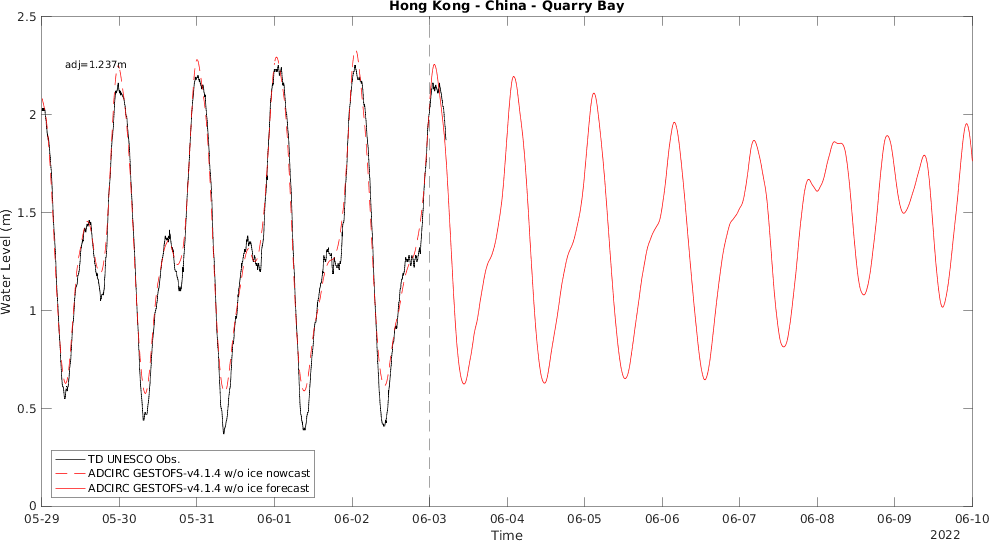 Hong Kong - China - Quarry Bay
adj=1.237m
Water Level (m)
2.5
2
1.5
1
0.5
0
TD UNESCO Obs.
ADCIRC GESTOFS-v4.1.4 w/o ice nowcast
ADCIRC GESTOFS-v4.1.4 w/o ice forecast
05-29 05-30 05-31 06-01 06-02 06-03 06-04 06-05 06-06 06-07 06-08 06-09 06-10
Time
2022